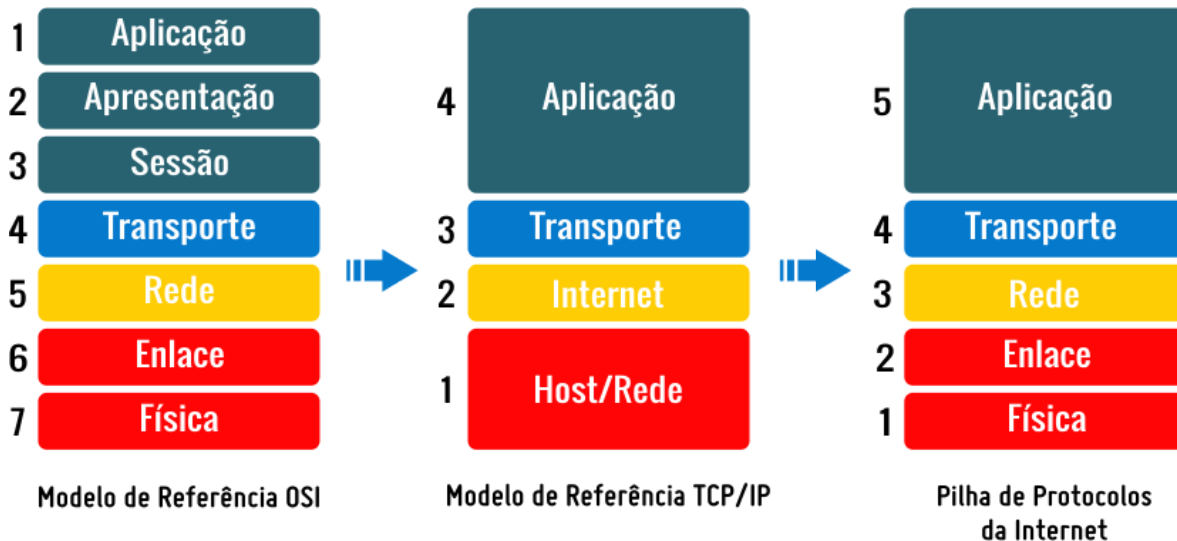 1 Aplicação
2 Apresentação
3 Sessão
4 Transporte
5 Rede
6 Enlace
7 Física
Modelo de Referência OSI
4 Aplicação
3 Transporte
2 Internet
1 Host/Rede
Modelo de Referência TCP/IP
5 Aplicação
4 Transporte
3 Rede
2 Enlace
1 Física
Pilha de Protocolos
da Internet